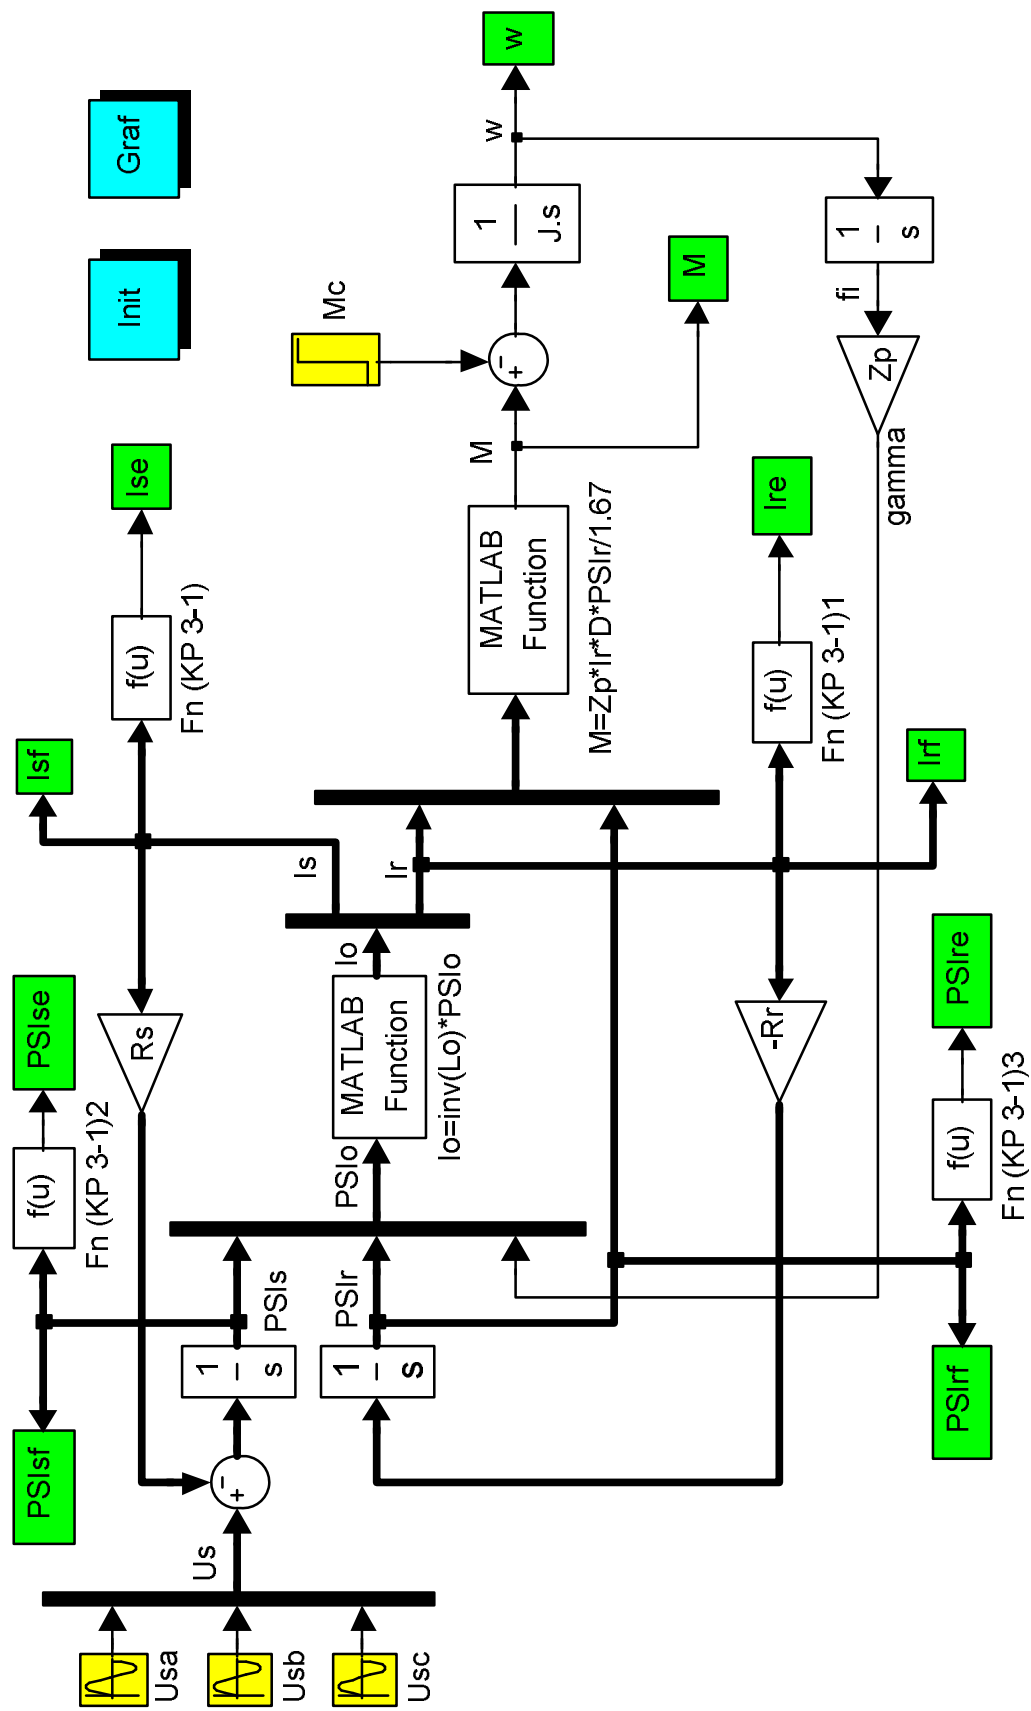 PSIsf
f(u)
Fn (KP 3-1)2
PSIse
Isf
Rs
f(u)
Fn (KP 3-1)
Ise
Init
Graf
Usa
Usb
Usc
Us
+
-
1
s
PSIs
1
s
PSIr
PSIo
MATLAB
Function
Io=inv(Lo)*PSIo
Io
Is
Ir
MATLAB
Function
M=Zp*Ir*D*PSIr/1.67
M
Mc
+
-
1
J.s
w
w
M
-Rr
f(u)
Fn (KP 3-1)1
Ire
gamma
Zp
fi
1
s
PSIrf
f(u)
Fn (KP 3-1)3
PSIre
Irf